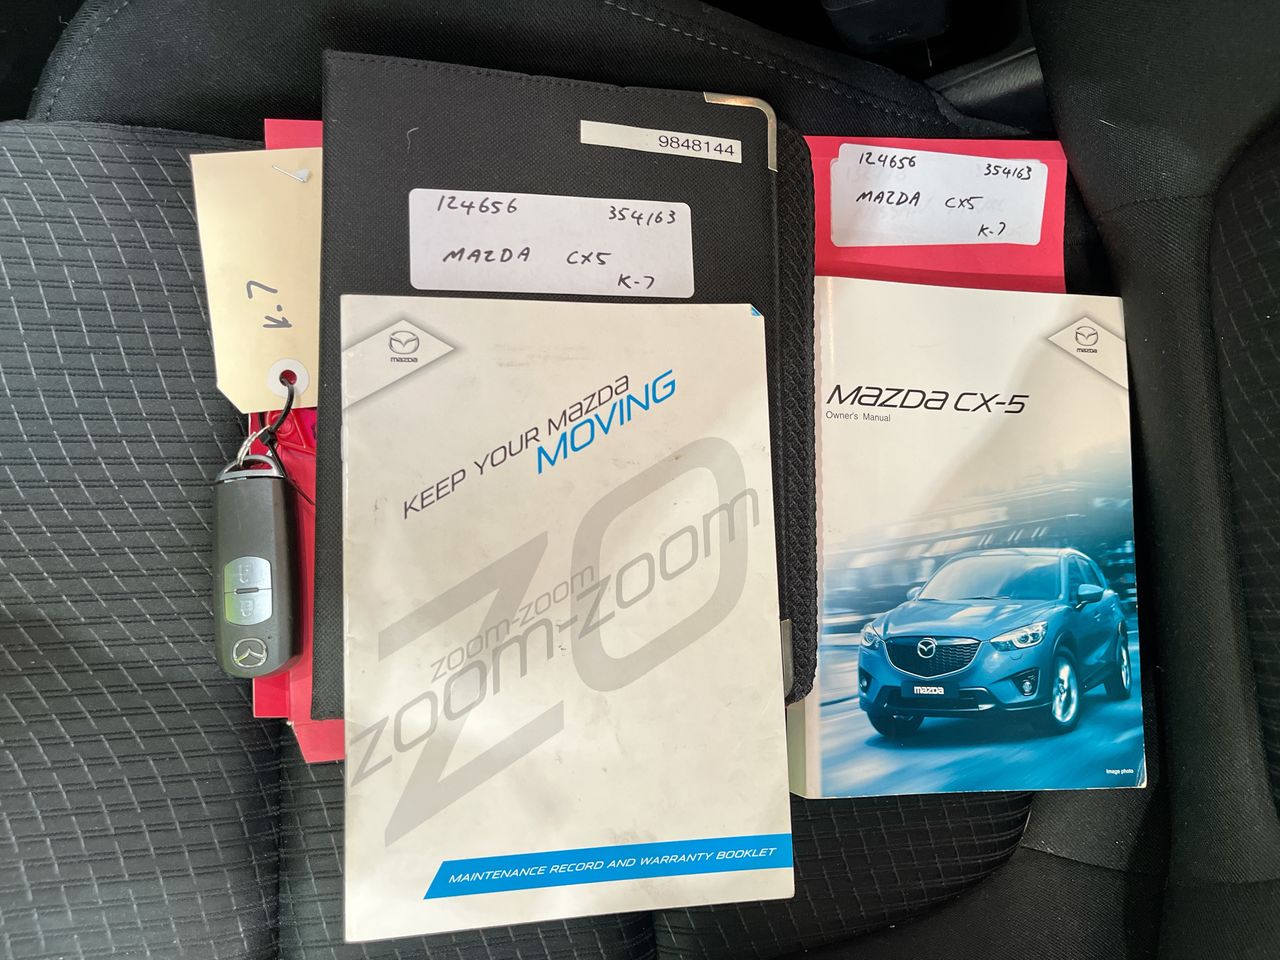 9848144
124656 354163
MAZDA CX5
K-7
124656 354163
MAZDA CX5
K-7
K.7
mazda
KEEP YOUR mazda
MOVING
ZO
zoom-zoom
zoom-zoom
MAINTENANCE RECORD AND WARRANTY BOOKLET
mazda
mazda CX-5
Owner's Manual
mazda
Image photo